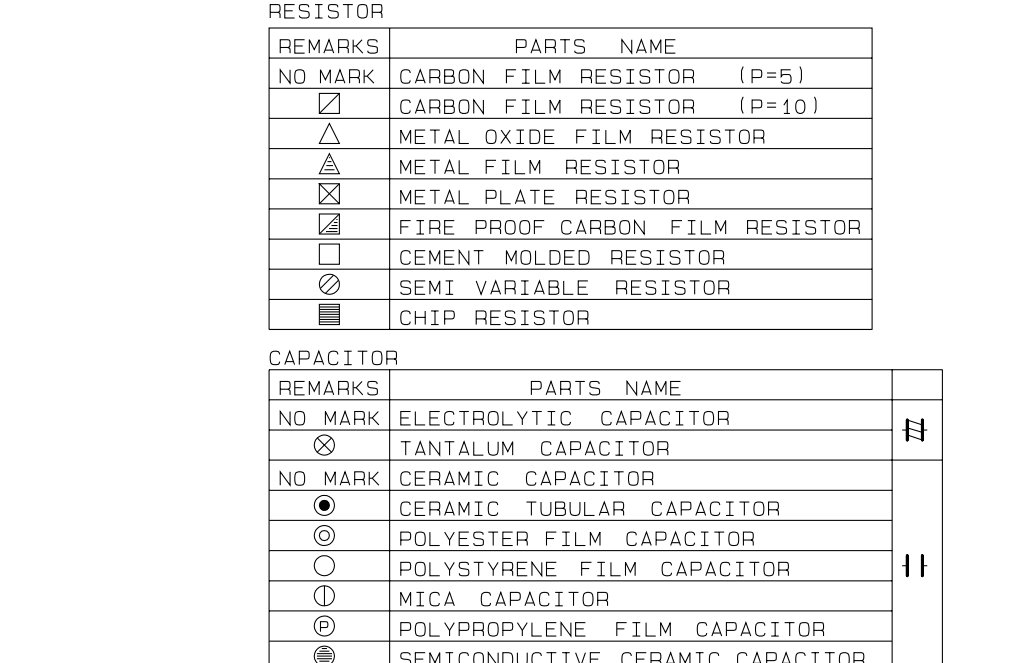 RESISTOR
REMARKS PARTS NAME
NO MARK CARBON FILM RESISTOR (P=5)
CARBON FILM RESISTOR (P=10)
METAL OXIDE FILM RESISTOR
METAL FILM RESISTOR
METAL PLATE RESISTOR
FIRE PROOF CARBON FILM RESISTOR
CEMENT MOLDED RESISTOR
SEMI VARIABLE RESISTOR
CHIP RESISTOR
CAPACITOR
REMARKS PARTS NAME
NO MARK ELECTROLYTIC CAPACITOR
TANTALUM CAPACITOR
NO MARK CERAMIC CAPACITOR
CERAMIC TUBULAR CAPACITOR
POLYESTER FILM CAPACITOR
POLYSTYRENE FILM CAPACITOR
MICA CAPACITOR
P POLYPROPYLENE FILM CAPACITOR
SEMICONDUCTIVE CERAMIC CAPACITOR